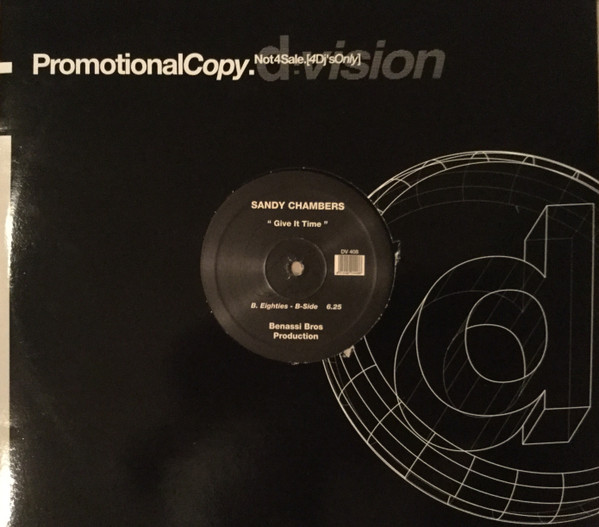 PromotionalCopy.Not4Sale.[4Dj'sOnly]
d:vision
SANDY CHAMBERS
" Give It Time "
DV 408
B. Eighties - B-Side 6.25
Benassi Bros
Production
d